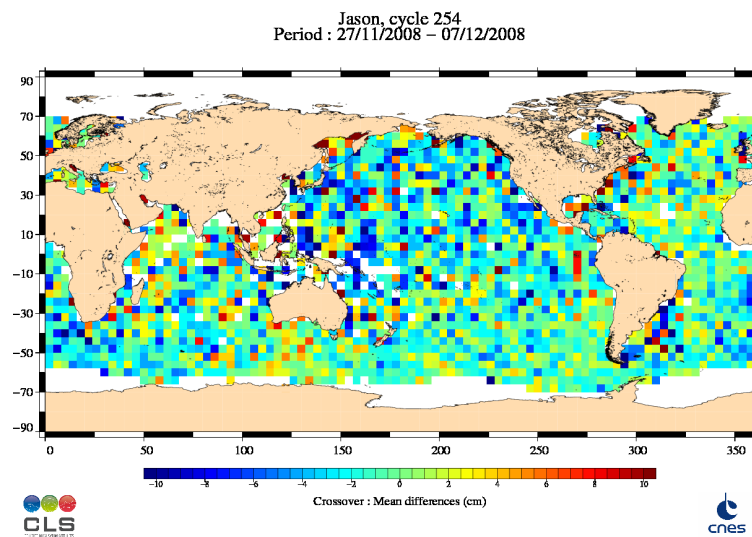 Jason, cycle 254
Period : 27/11/2008 – 07/12/2008
90
70
50
30
10
−10
−30
−50
−70
−90
0 50 100 150 200 250 300 350
−10 −8 −6 −4 −2 0 2 4 6 8 10
Crossover : Mean differences (cm)
CLS
cnes